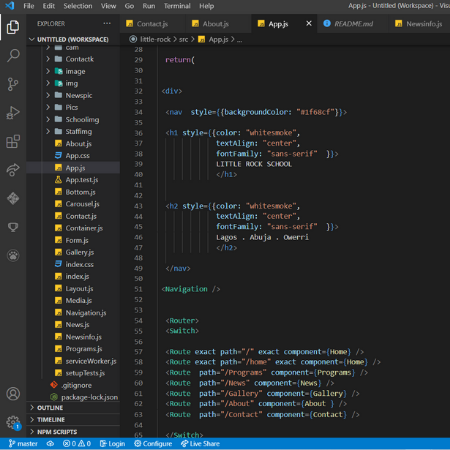 File Edit Selection View Go Run Terminal Help
App.js - Untitled (Workspace) - Visu
EXPLORER
Contact.js
About.js
App.js
README.md
Newsinfo.js
UNTITLED (WORKSPACE)
little-rock > src > App.js > ...
cam
Contactk
Image
img
Newspic
Pics
Schoolimg
Staffimg
About.js
App.css
App.js
App.test.js
Bottom.js
Carousel.js
Contact.js
Container.js
Form.js
Gallery.js
index.css
index.js
Layout.js
Media.js
Navigation.js
News.js
Newsinfo.js
Programs.js
serviceWorker.js
setupTests.js
.gitignore
package-lock.json
OUTLINE
TIMELINE
NPM SCRIPTS
28
30 return(
31
32
33 <div>
34
35 <nav style={{backgroundColor: "#1f68cf"}}>
36
37 <h1 style={{color: "whitesmoke",
38 textAlign: "center",
39 fontFamily: "sans-serif" }}>
40 LITTLE ROCK SCHOOL
41 </h1>
42
43
44 <h2 style={{color: "whitesmoke",
45 textAlign: "center",
46 fontFamily: "sans-serif" }}>
46 Lagos . Abuja . Owerri
47 </h2>
48
49 </nav>
50
51 <Navigation />
52
53
54 <Router>
55 <Switch>
56
57 <Route exact path="/" exact component={Home} />
58 <Route exact path="/home" exact component={Home} />
59 <Route path="/Programs" component={Programs} />
60 <Route path="/News" component={News} />
61 <Route path="/Gallery" component={Gallery} />
62 <Route path="/About" component={About } />
63 <Route path="/Contact" component={Contact} />
64
65 </Switch>
master 0 0 Login Configure Live Share